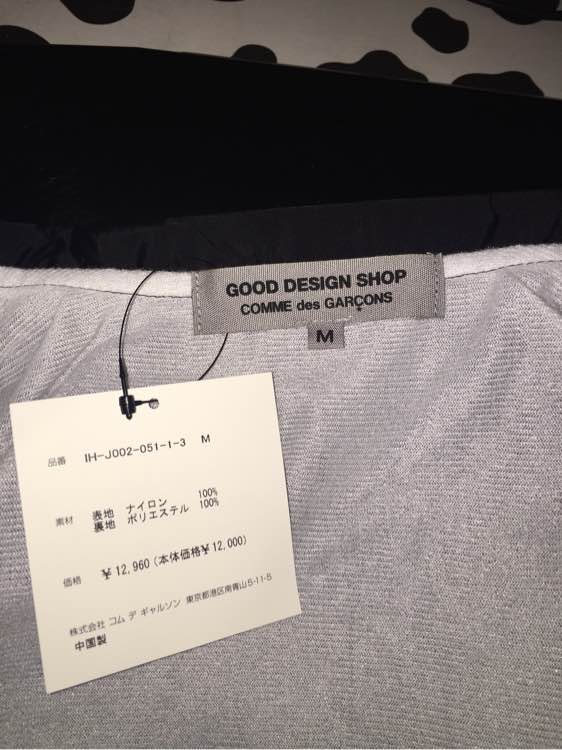 GOOD DESIGN SHOP
COMME des GARÇONS
M
品番 IH-J002-051-1-3 M
素材 表地 ナイロン 100%
裏地 ポリエステル 100%
価格 ¥12,960(本体価格¥12,000)
株式会社 コム デ ギャルソン 東京都港区南青山5-11-5
中国製